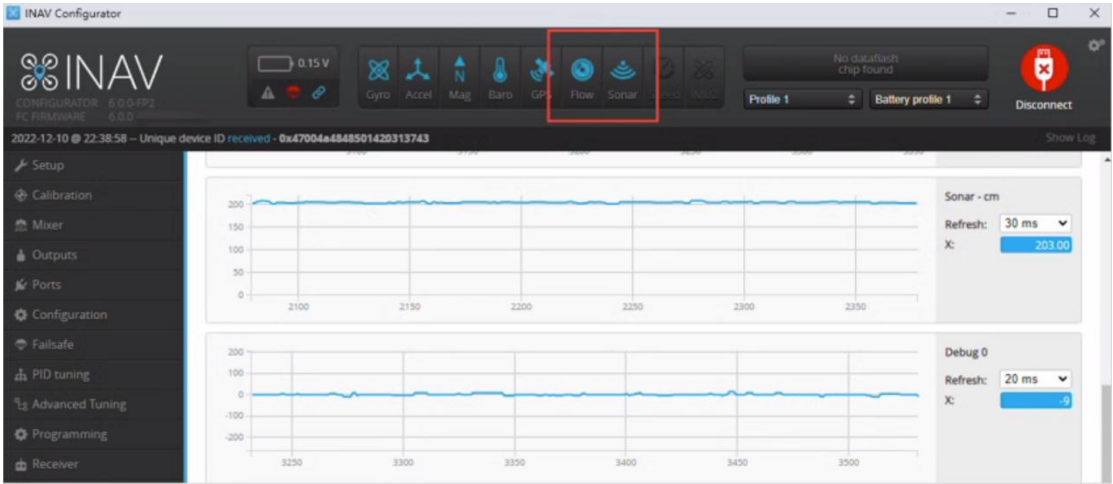 INAV Configurator
INAV
CONFIGURATOR 6.0.0-FP2
FC FIRMWARE 6.0.0
0.15 V
Gyro Accel Mag Baro GPS Flow Sonar Speed
No dataflash
chip found
Profile 1
Battery profile 1
Disconnect
2022-12-10 @ 22:38:58 -- Unique device ID received - 0x47004a4848501420313743
Show Log
Setup
Calibration
Mixer
Outputs
Ports
Configuration
Failsafe
PID tuning
Advanced Tuning
Programming
Receiver
200
150
100
50
0
2100 2150 2200 2250 2300 2350
Sonar - cm
Refresh: 30 ms
X: 203.00
200
100
0
-100
-200
3250 3300 3350 3400 3450 3500
Debug 0
Refresh: 20 ms
X: -9